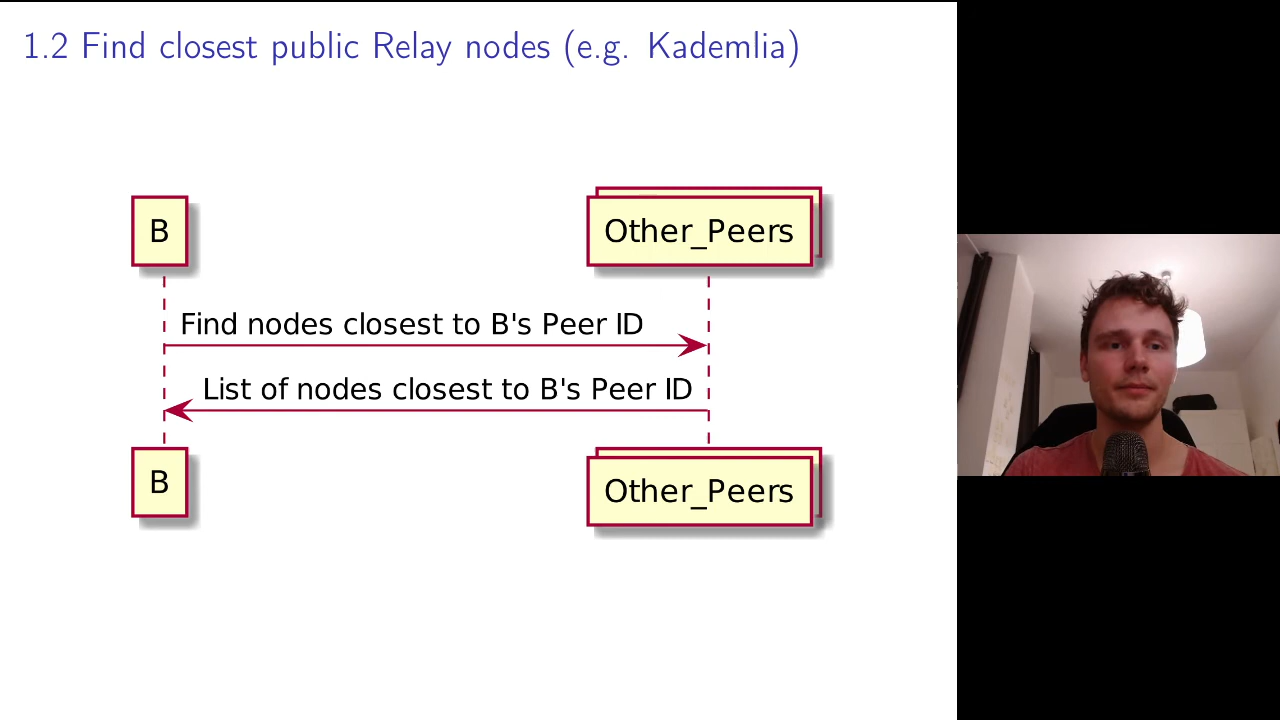 1.2 Find closest public Relay nodes (e.g. Kademlia)
B
Other_Peers
Find nodes closest to B's Peer ID
List of nodes closest to B's Peer ID
B
Other_Peers